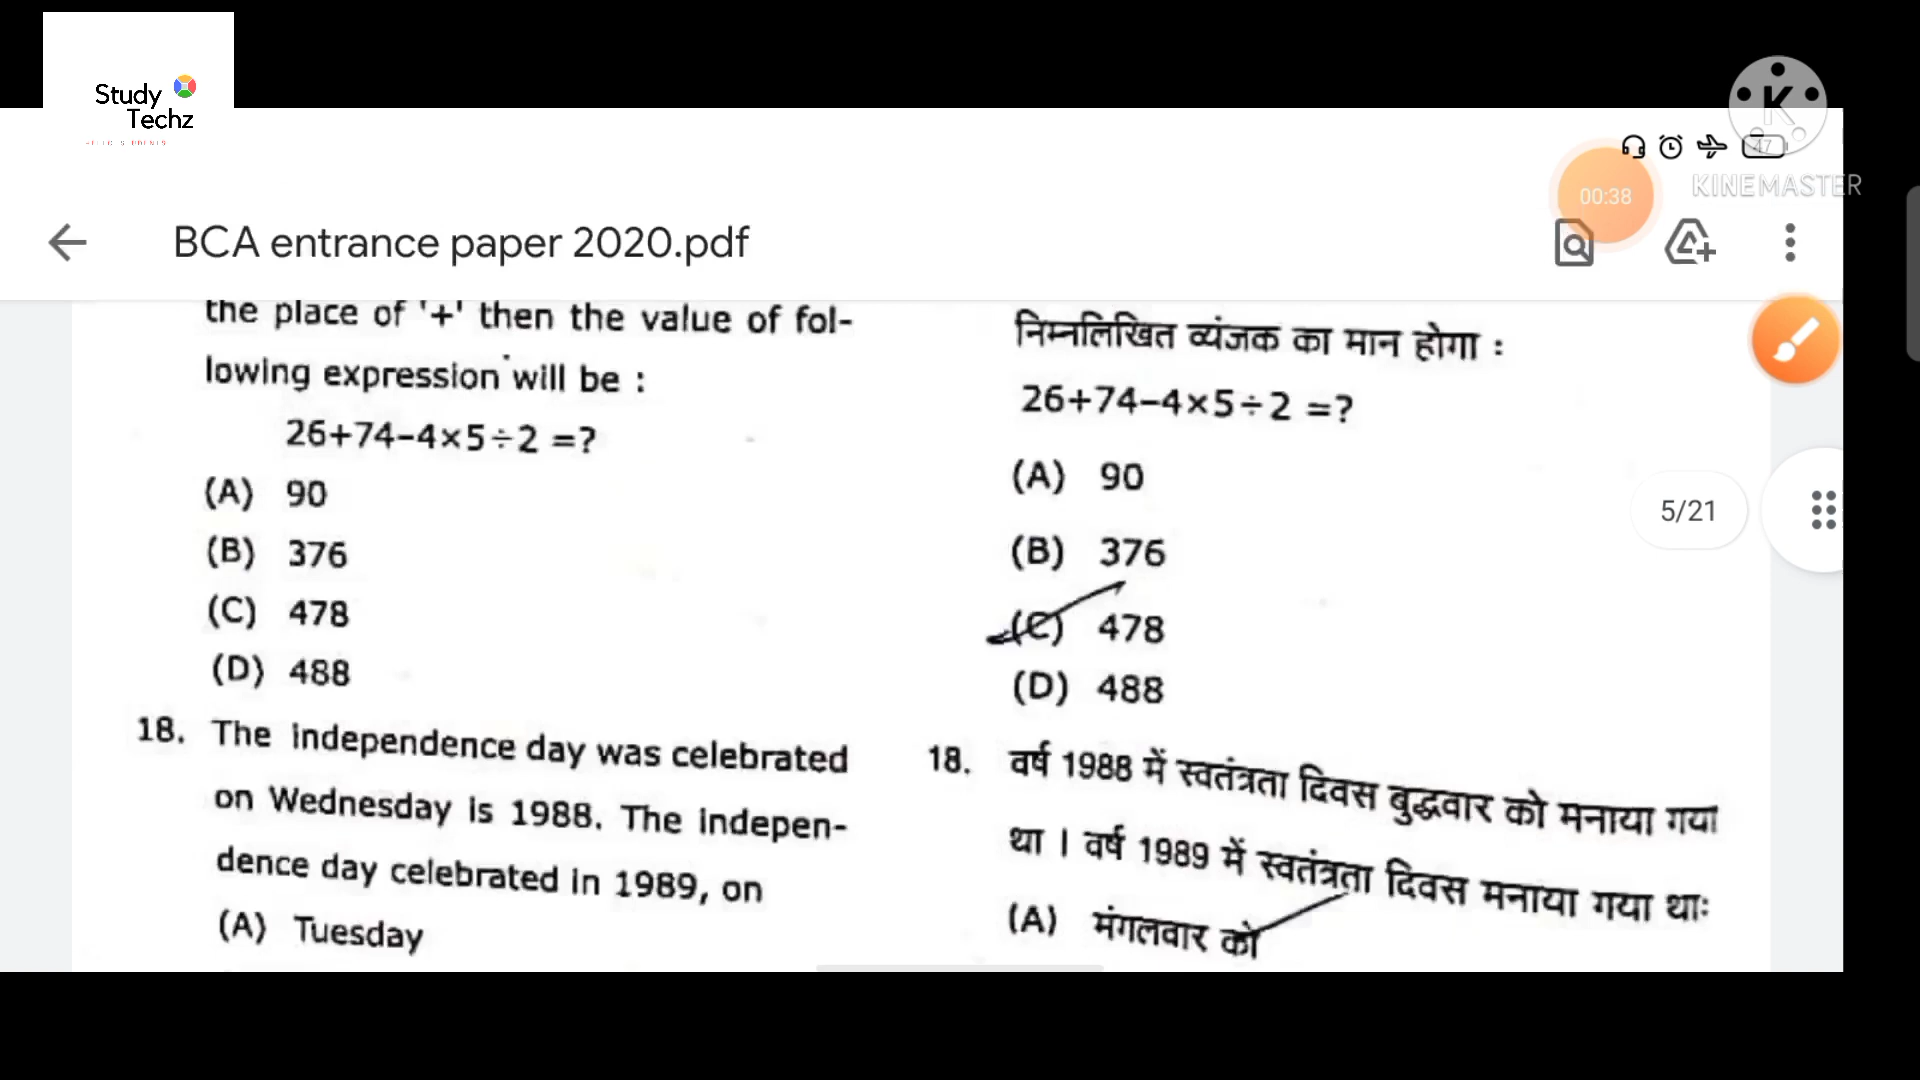 Study
Techz
00:38
47
KINEMASTER
BCA entrance paper 2020.pdf
the place of '+' then the value of fol-
lowing expression will be :
26+74–4×5÷2 =?
(A) 90
(B) 376
(C) 478
(D) 488
18. The independence day was celebrated
on Wednesday is 1988. The indepen-
dence day celebrated in 1989, on
(A) Tuesday
निम्नलिखित व्यंजक का मान होगा :
26+74–4×5÷2 =?
(A) 90
(B) 376
(C) 478
(D) 488
18. वर्ष 1988 में स्वतंत्रता दिवस बुद्धवार को मनाया गया
था । वर्ष 1989 में स्वतंत्रता दिवस मनाया गया थाः
(A) मंगलवार को
5/21